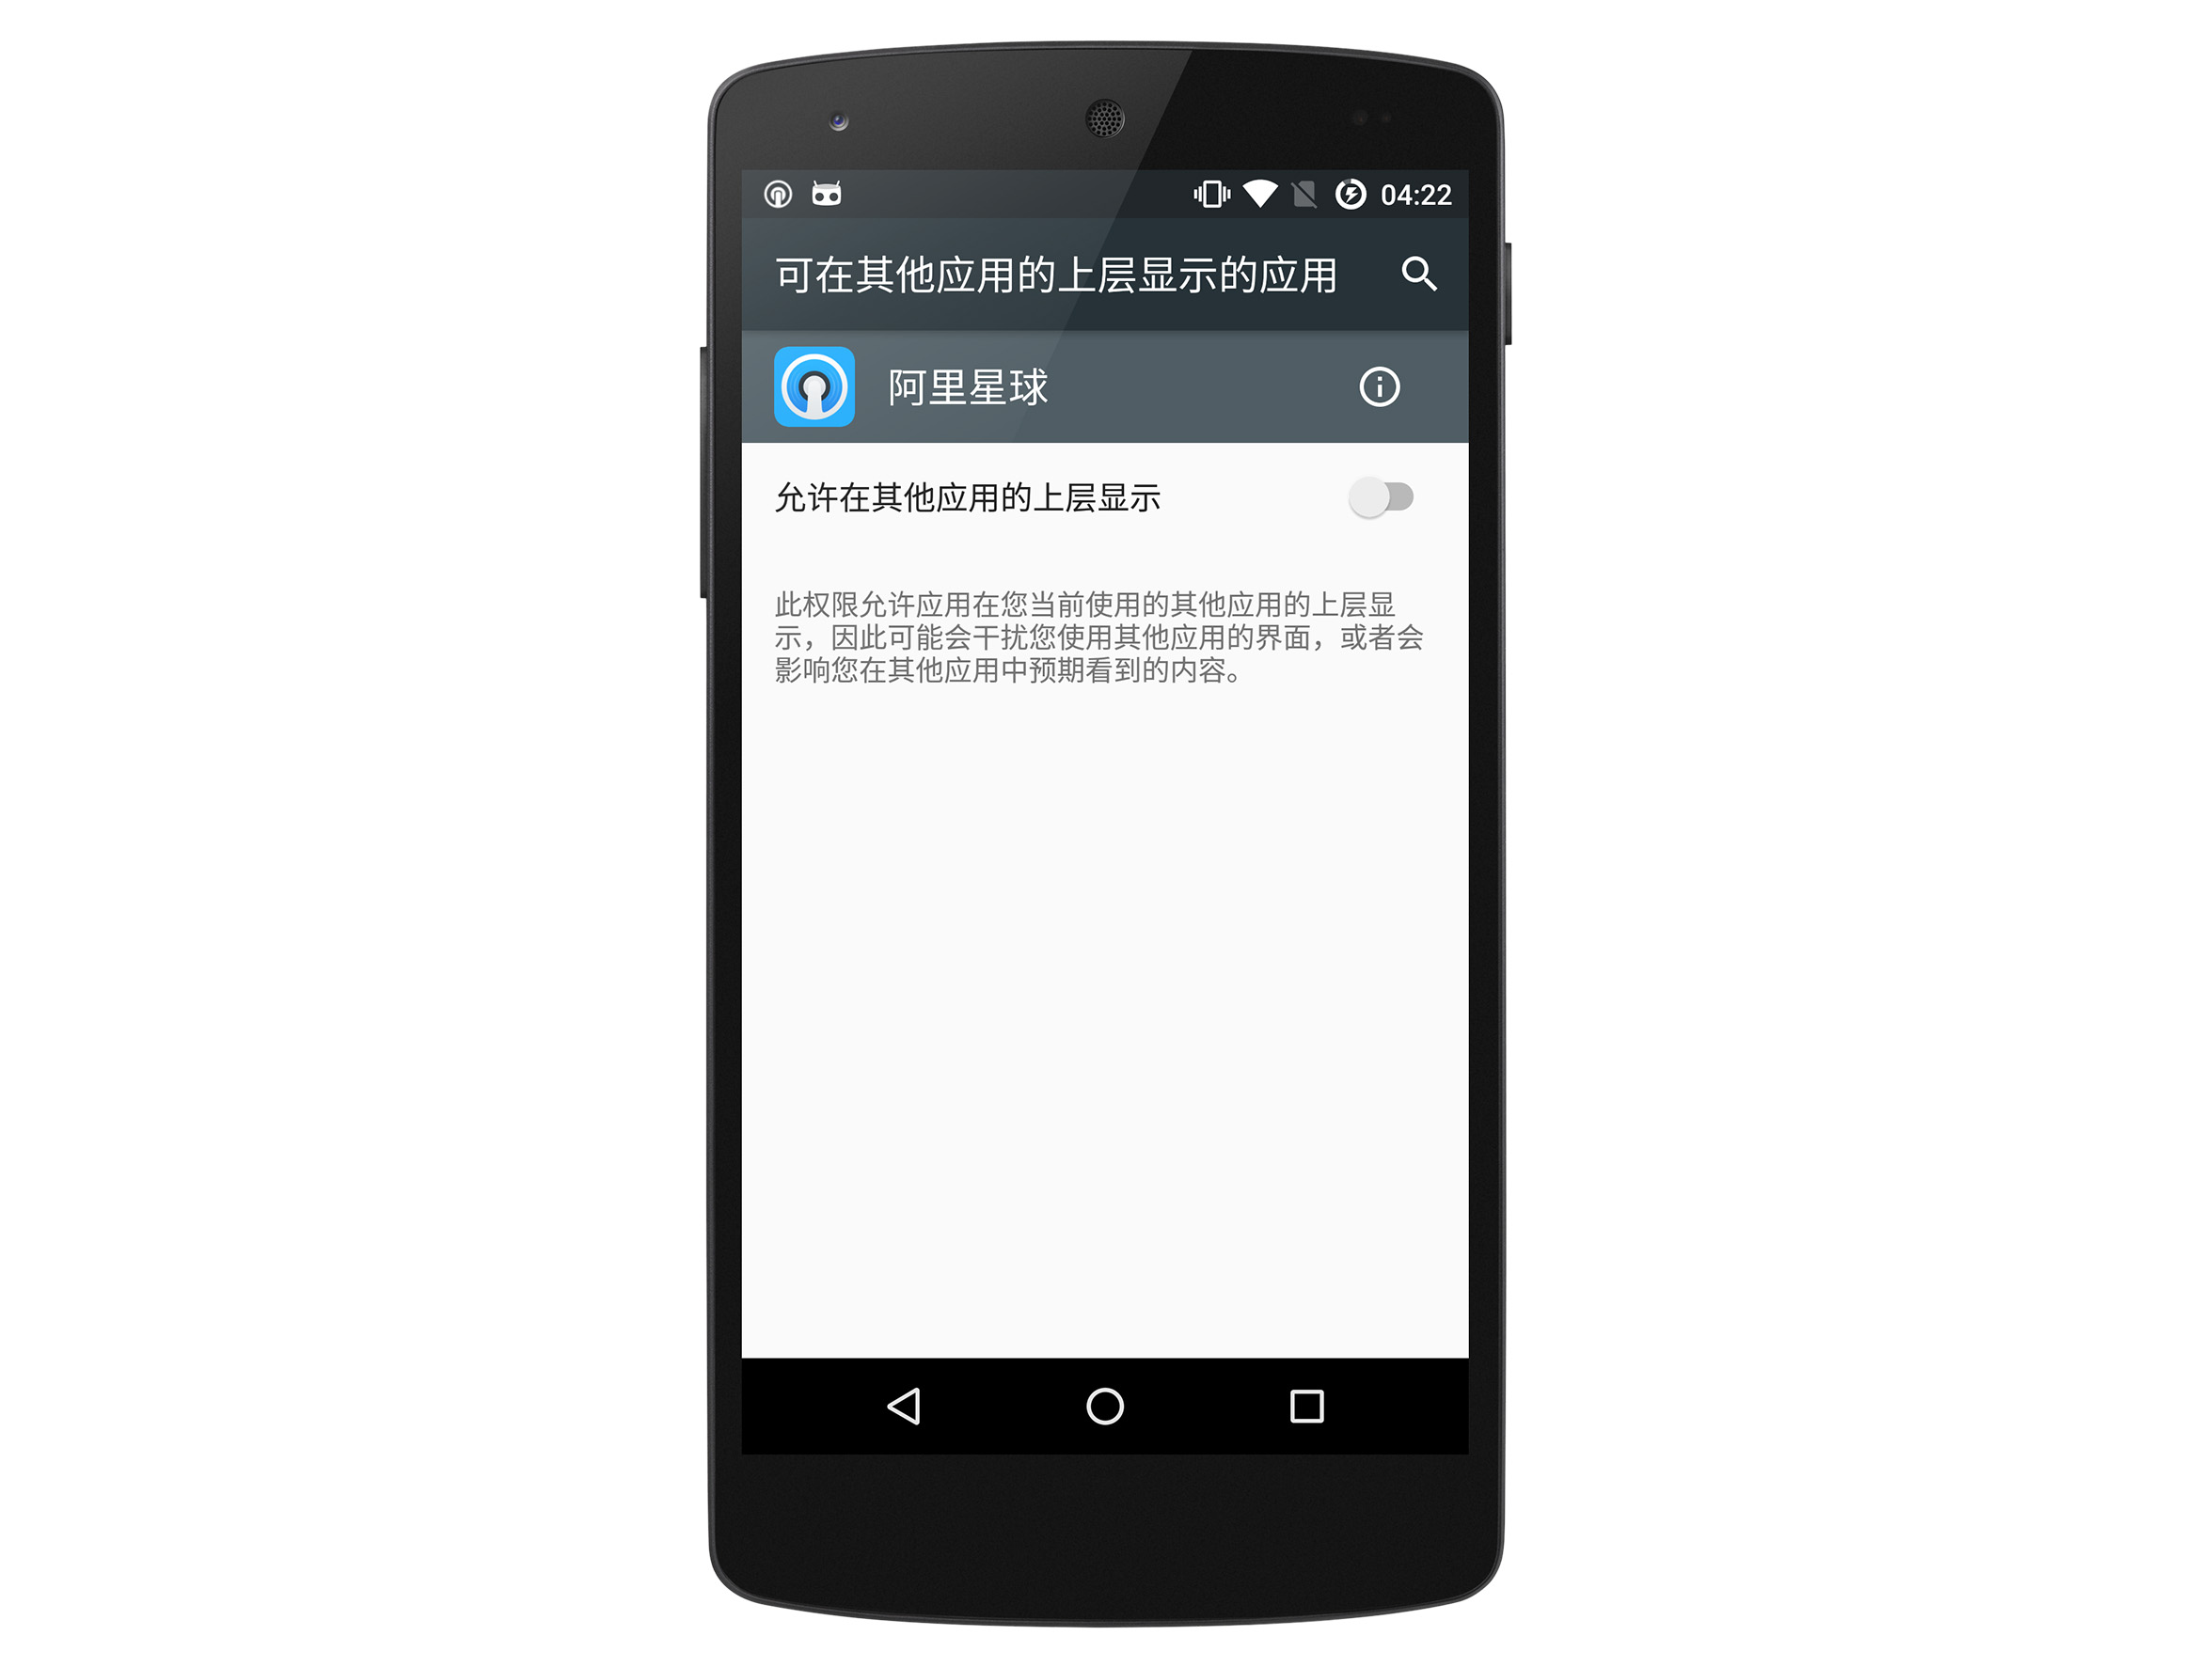 04:22
可在其他应用的上层显示的应用
阿里星球
允许在其他应用的上层显示
此权限允许应用在您当前使用的其他应用的上层显
示，因此可能会干扰您使用其他应用的界面，或者会
影响您在其他应用中预期看到的内容。